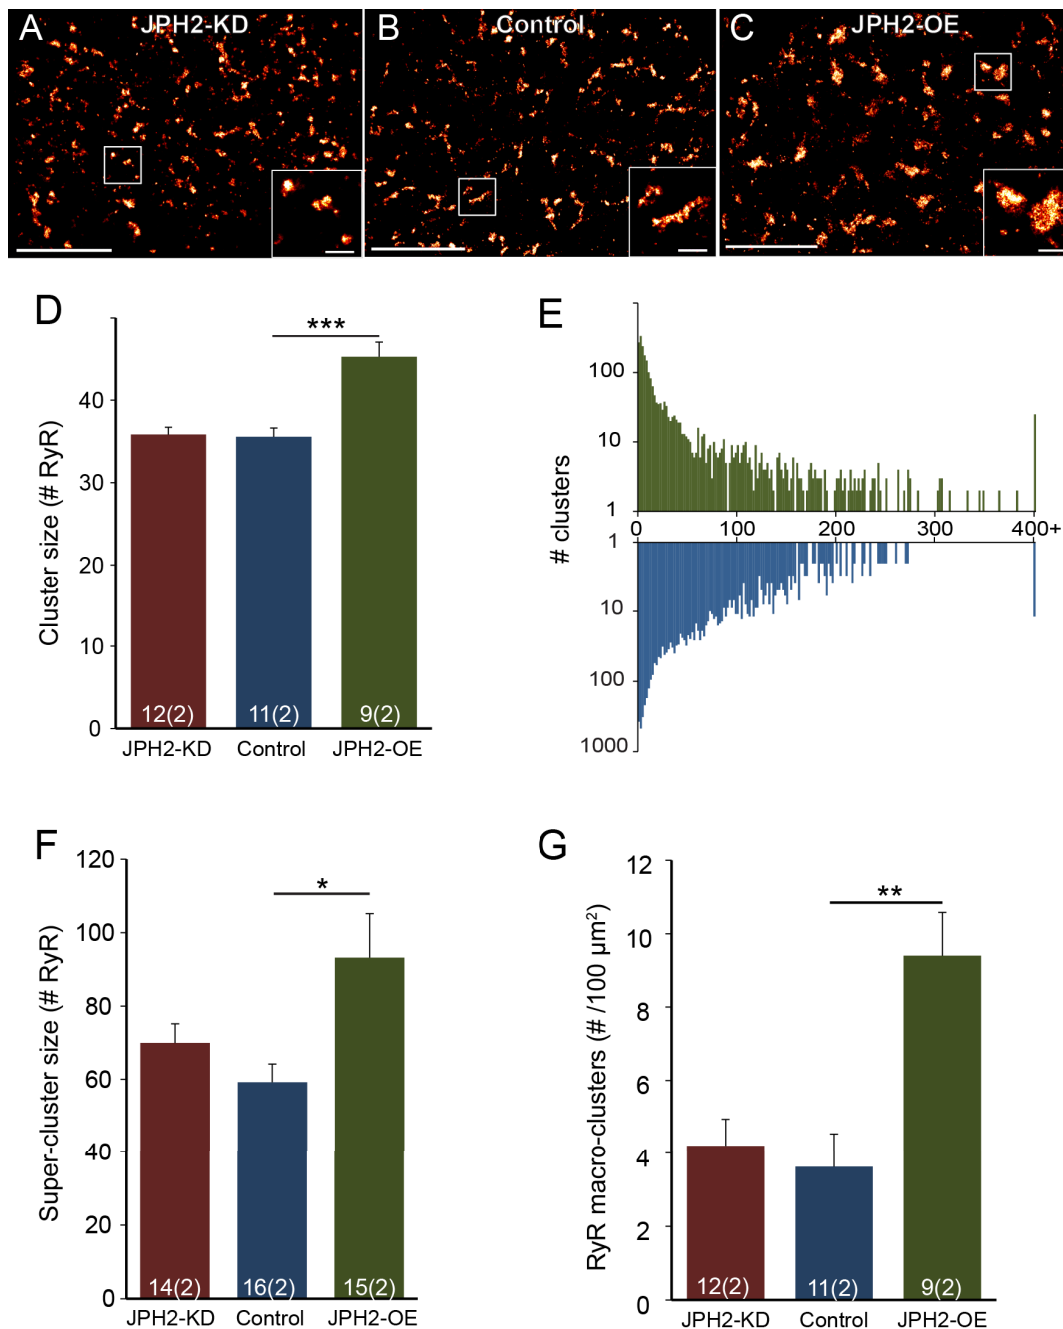 A JPH2-KD B Control C JPH2-OE
D
Cluster size (# RyR)
40
30
20
10
0
***
12(2) 11(2) 9(2)
JPH2-KD Control JPH2-OE
E
# clusters
100
10
1
0 100 200 300 400+
1
10
100
1000
F
Super-cluster size (# RyR)
120
100
80
60
40
20
0
*
14(2) 16(2) 15(2)
JPH2-KD Control JPH2-OE
G
RyR macro-clusters (# /100 µm²)
12
10
8
6
4
2
0
**
12(2) 11(2) 9(2)
JPH2-KD Control JPH2-OE